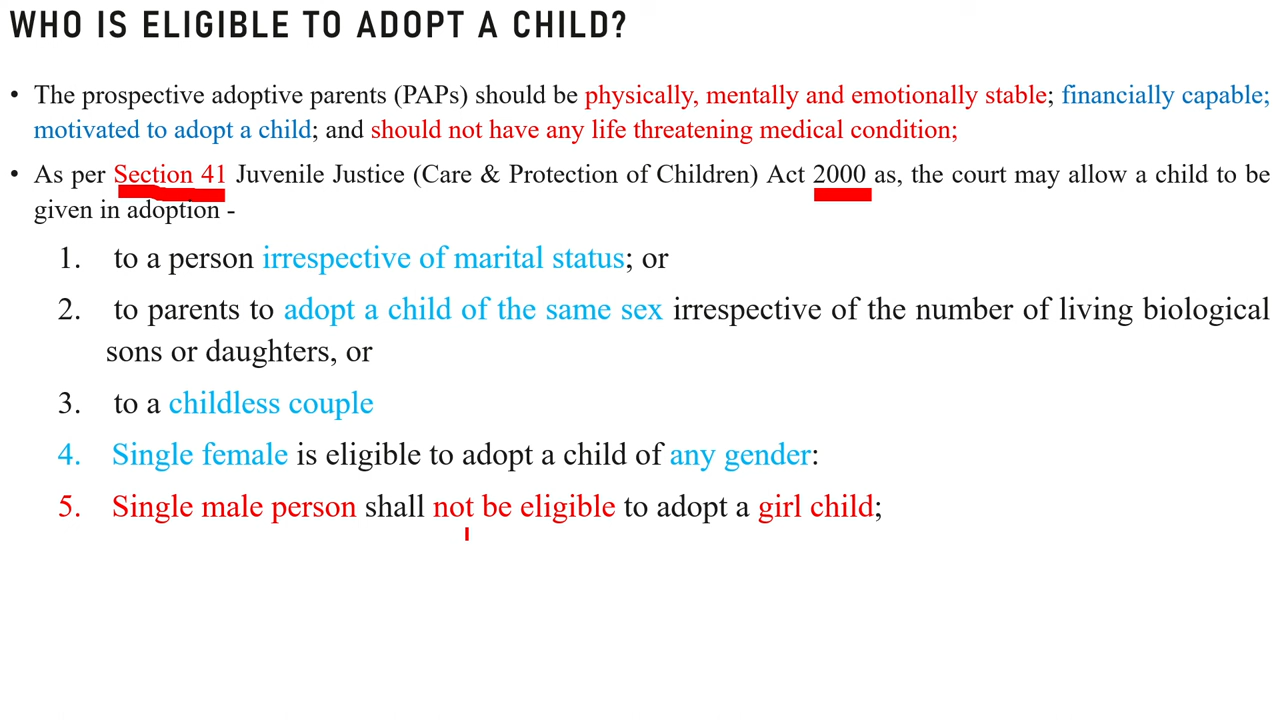 WHO IS ELIGIBLE TO ADOPT A CHILD?
• The prospective adoptive parents (PAPs) should be physically, mentally and emotionally stable; financially capable;
motivated to adopt a child; and should not have any life threatening medical condition;
• As per Section 41 Juvenile Justice (Care & Protection of Children) Act 2000 as, the court may allow a child to be
given in adoption -
1. to a person irrespective of marital status; or
2. to parents to adopt a child of the same sex irrespective of the number of living biological
sons or daughters, or
3. to a childless couple
4. Single female is eligible to adopt a child of any gender:
5. Single male person shall not be eligible to adopt a girl child;